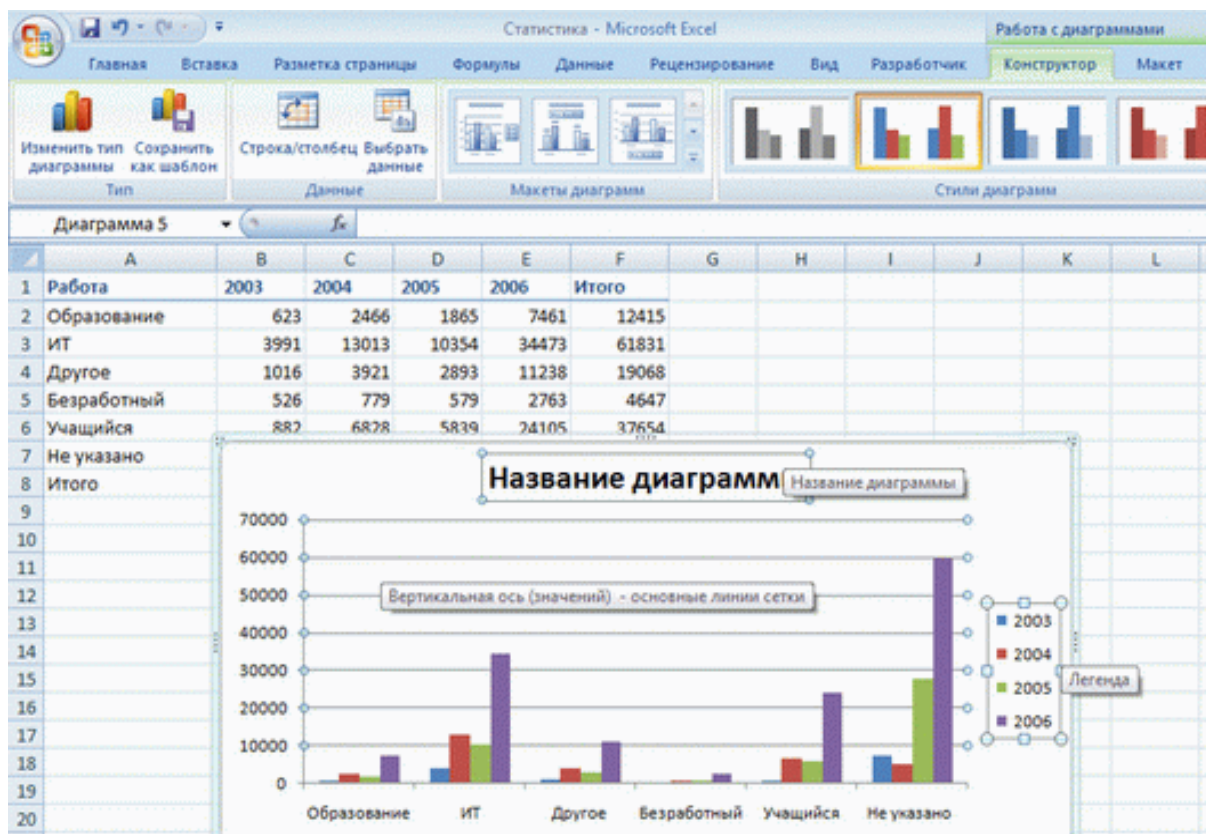 Статистика - Microsoft Excel
Работа с диаграммами
Главная Вставка Разметка страницы Формулы Данные Рецензирование Вид Разработчик Конструктор Макет
Изменить тип диаграммы Сохранить как шаблон Строка/столбец Выбрать данные
Тип Данные Макеты диаграмм Стили диаграмм
Диаграмма 5 fx
A B C D E F G H I J K L
1 Работа 2003 2004 2005 2006 Итого
2 Образование 623 2466 1865 7461 12415
3 ИТ 3991 13013 10354 34473 61831
4 Другое 1016 3921 2893 11238 19068
5 Безработный 526 779 579 2763 4647
6 Учащийся 882 6828 5839 24105 37654
7 Не указано
8 Итого
9
10
11
12
13
14
15
16
17
18
19
20
Название диаграмм
Название диаграммы
70000
60000
50000
40000
30000
20000
10000
0
Вертикальная ось (значений) - основные линии сетки
2003
2004
2005
2006
Легенда
Образование ИТ Другое Безработный Учащийся Не указано